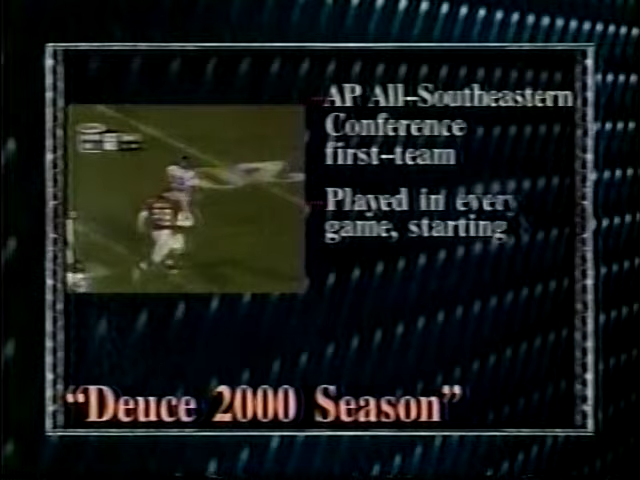 AP All-Southeastern
Conference
first-team
Played in every
game, starting
"Deuce 2000 Season"